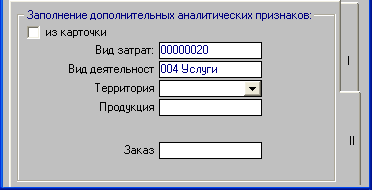 Заполнение дополнительных аналитических признаков:
из карточки
Вид затрат: 00000020
Вид деятельност 004 Услуги
Территория
Продукция
Заказ
I
II